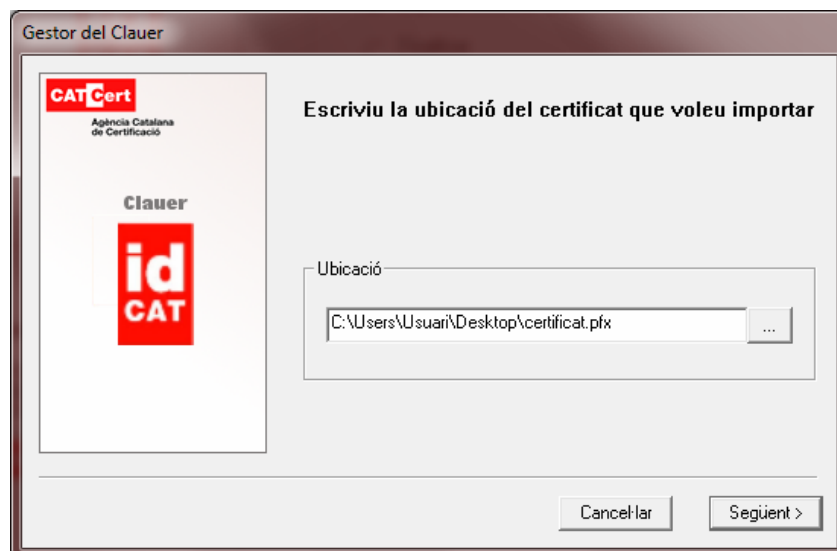 Gestor del Clauer
CATCert
Agència Catalana
de Certificació
Clauer
id
CAT
Escriviu la ubicació del certificat que voleu importar
Ubicació
C:\Users\Usuari\Desktop\certificat.pfx
...
Cancel·lar
Següent >